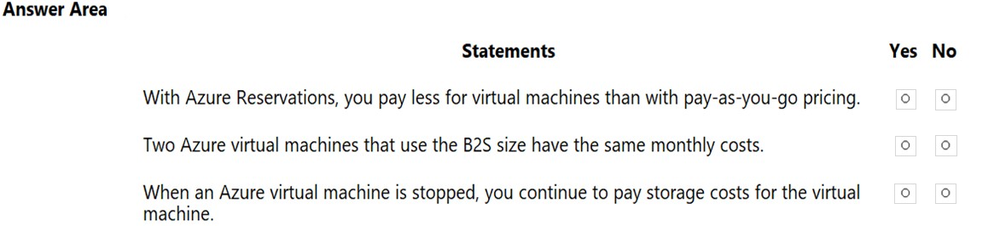 Answer Area
Statements Yes No
With Azure Reservations, you pay less for virtual machines than with pay-as-you-go pricing.
Two Azure virtual machines that use the B2S size have the same monthly costs.
When an Azure virtual machine is stopped, you continue to pay storage costs for the virtual
machine.